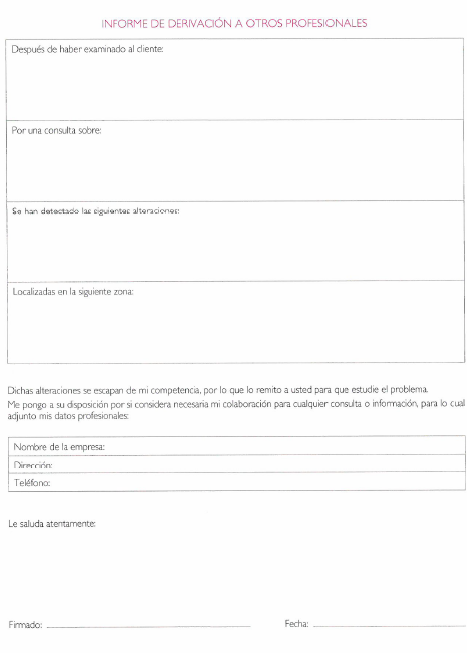 INFORME DE DERIVACIÓN A OTROS PROFESIONALES
Después de haber examinado al cliente:
Por una consulta sobre:
Se han detectado las siguientes alteraciones:
Localizadas en la siguiente zona:
Dichas alteraciones se escapan de mi competencia, por lo que lo remito a usted para que estudie el problema.
Me pongo a su disposición por si considera necesaria mi colaboración para cualquier consulta o información, para lo cual
adjunto mis datos profesionales:
Nombre de la empresa:
Dirección:
Teléfono:
Le saluda atentamente:
Firmado: Fecha: